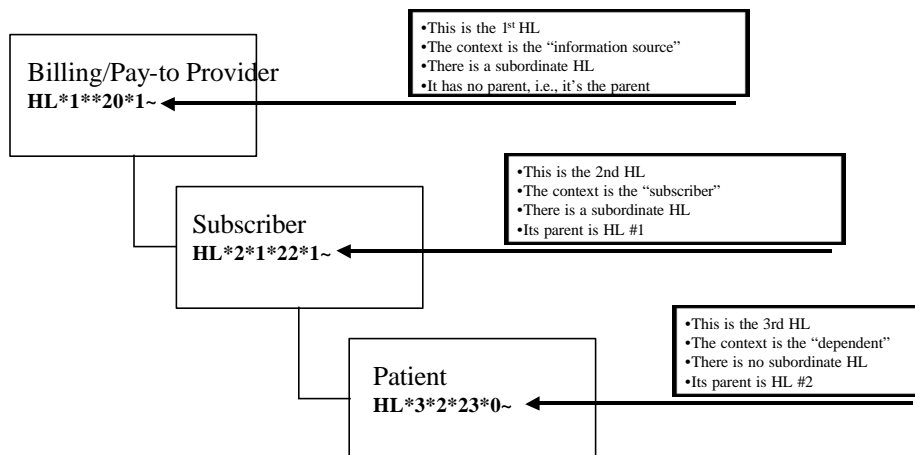 •This is the 1st HL
•The context is the “information source”
•There is a subordinate HL
•It has no parent, i.e., it’s the parent
Billing/Pay-to Provider
HL*1**20*1~
•This is the 2nd HL
•The context is the “subscriber”
•There is a subordinate HL
•Its parent is HL #1
Subscriber
HL*2*1*22*1~
•This is the 3rd HL
•The context is the “dependent”
•There is no subordinate HL
•Its parent is HL #2
Patient
HL*3*2*23*0~